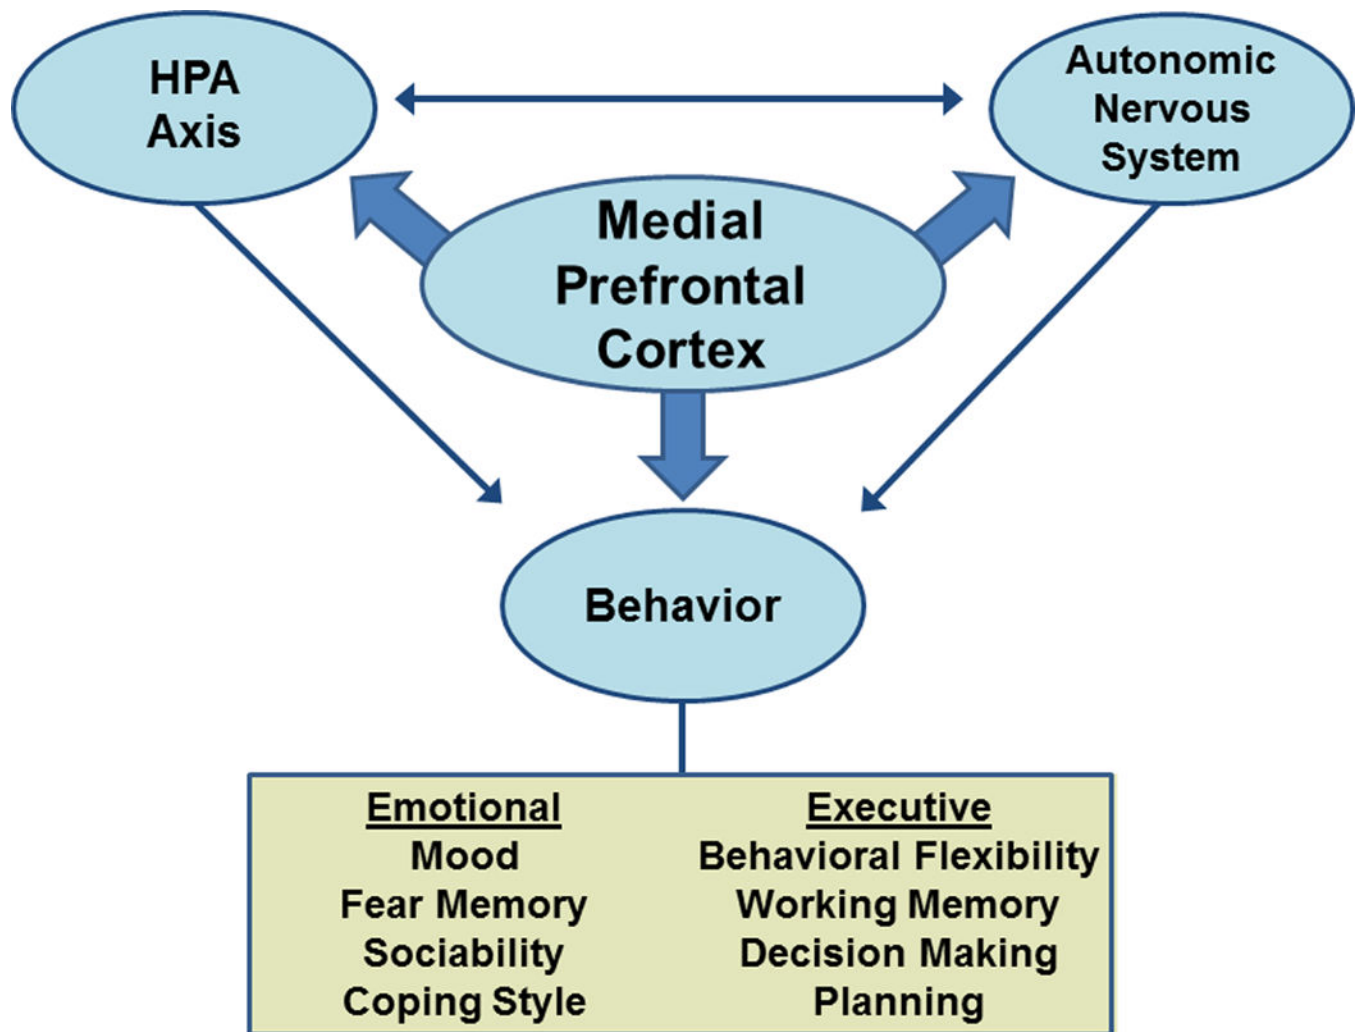 HPA
Axis
Autonomic
Nervous
System
Medial
Prefrontal
Cortex
Behavior
Emotional
Mood
Fear Memory
Sociability
Coping Style
Executive
Behavioral Flexibility
Working Memory
Decision Making
Planning